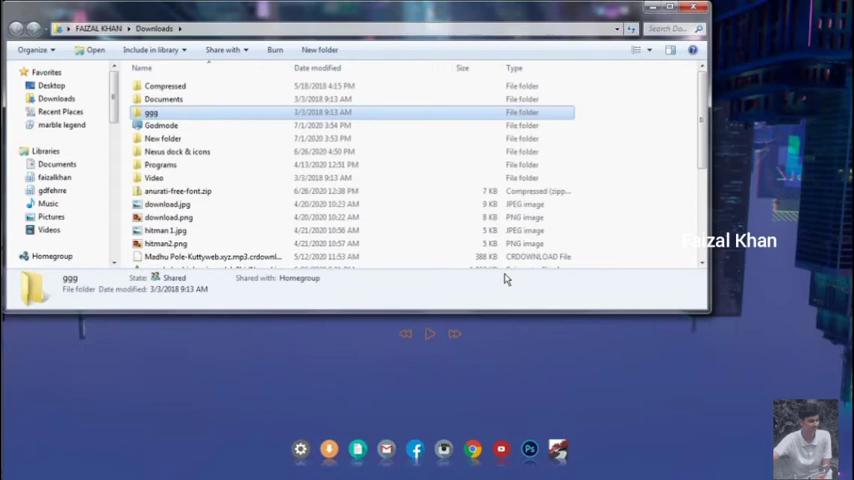 FAIZAL KHAN Downloads
Search Do...
Organize Open Include in library Share with Burn New folder
Name Date modified Size Type
Favorites
Desktop
Downloads
Recent Places
marble legend
Libraries
Documents
faizalkhan
gdfehrre
Music
Pictures
Videos
Homegroup
Compressed 5/18/2018 4:15 PM File folder
Documents 3/3/2018 9:13 AM File folder
ggg 3/3/2018 9:13 AM File folder
Godmode 7/1/2020 3:54 PM File folder
New folder 7/1/2020 3:53 PM File folder
Nexus dock & icons 6/26/2020 4:50 PM File folder
Programs 4/13/2020 12:51 PM File folder
Video 3/3/2018 9:13 AM File folder
anurati-free-font.zip 6/26/2020 12:38 PM 7 KB Compressed (zipp...
download.jpg 4/20/2020 10:23 AM 9 KB JPEG image
download.png 4/20/2020 10:22 AM 8 KB PNG image
hitman 1.jpg 4/21/2020 10:56 AM 5 KB JPEG image
hitman2.png 4/21/2020 10:57 AM 5 KB PNG image
Madhu Pole-Kuttyweb.xyz.mp3.crdownl... 5/12/2020 11:53 AM 388 KB CRDOWNLOAD File
ggg State: Shared Shared with: Homegroup
File folder Date modified: 3/3/2018 9:13 AM
Faizal Khan
Ps